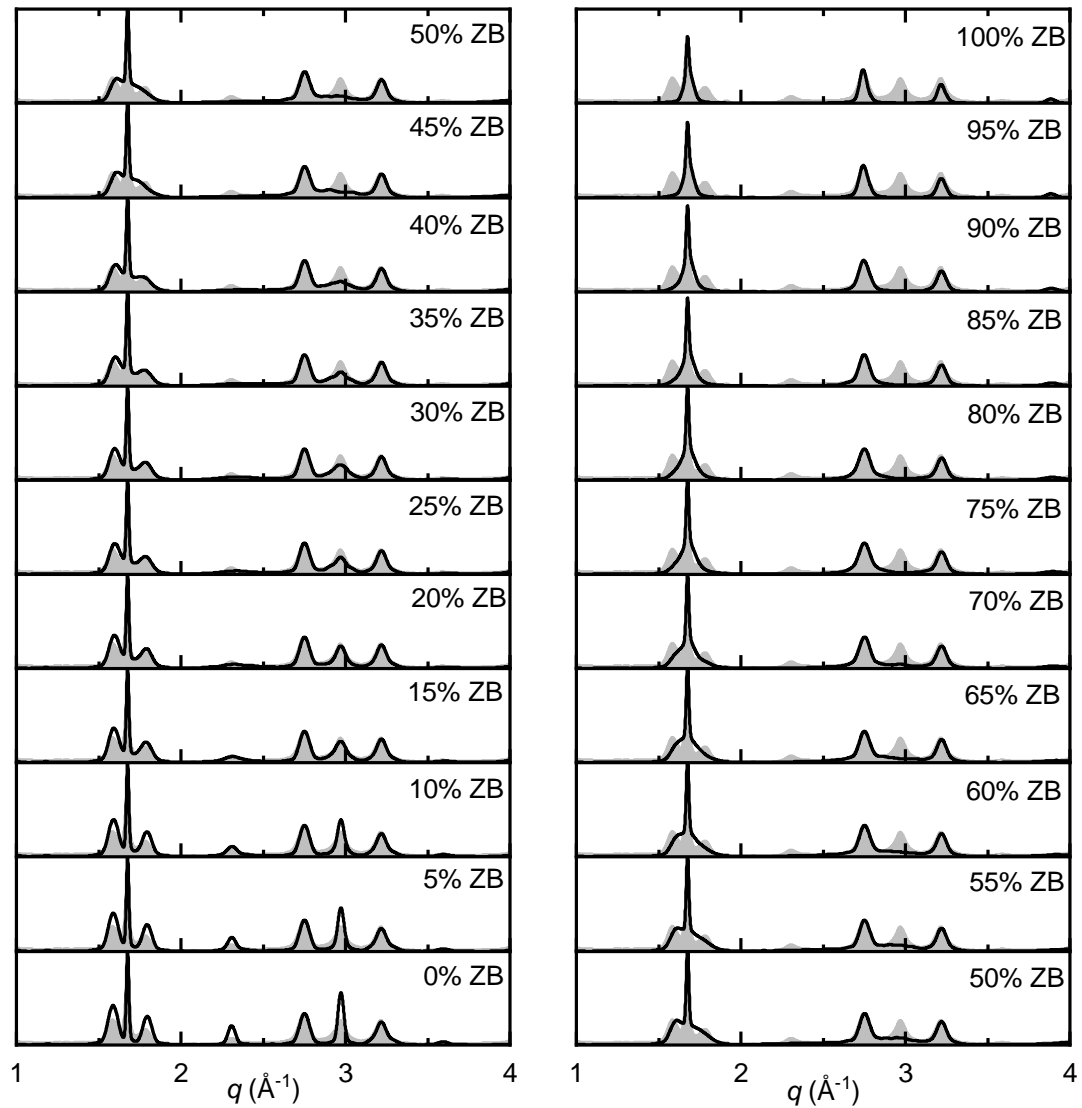 50% ZB
45% ZB
40% ZB
35% ZB
30% ZB
25% ZB
20% ZB
15% ZB
10% ZB
5% ZB
0% ZB
1 2 3 4
q (Å-1)
100% ZB
95% ZB
90% ZB
85% ZB
80% ZB
75% ZB
70% ZB
65% ZB
60% ZB
55% ZB
50% ZB
1 2 3 4
q (Å-1)